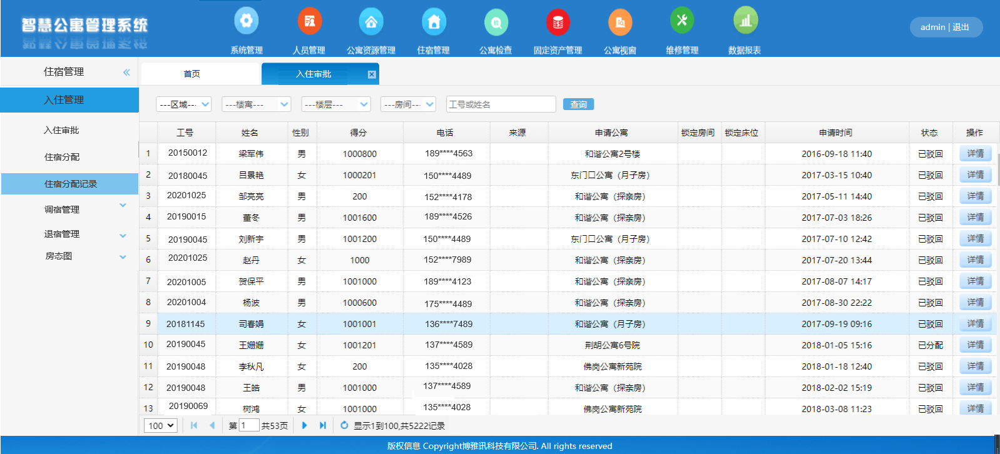 智慧公寓管理系统
系统管理 人员管理 公寓资源管理 住宿管理 公寓检查 固定资产管理 公寓视窗 维修管理 数据报表
admin | 退出
住宿管理
入住管理
入住审批
住宿分配
住宿分配记录
调宿管理
退宿管理
房态图
首页 入住审批
---区域--- ---楼寓--- ---楼层--- ---房间--- 工号或姓名 查询
工号 姓名 性别 得分 电话 来源 申请公寓 锁定房间 锁定床位 申请时间 状态 操作
1 20150012 梁军伟 男 1000800 189****4563 和谐公寓2号楼 2016-09-18 11:40 已驳回 详情
2 20180045 吕景艳 女 1000201 150****4489 东门口公寓（月子房） 2017-03-15 10:40 已驳回 详情
3 20201025 邹亮亮 男 200 152****4178 和谐公寓（探亲房） 2017-05-11 14:40 已驳回 详情
4 20190015 董冬 男 1001600 189****4526 和谐公寓（探亲房） 2017-07-03 18:26 已驳回 详情
5 20190045 刘新宇 男 1001200 150****4489 东门口公寓（月子房） 2017-07-10 12:42 已驳回 详情
6 20201025 赵丹 女 1000 152****7989 和谐公寓（探亲房） 2017-07-20 13:44 已驳回 详情
7 20201005 贺保平 男 1001000 189****4123 和谐公寓（探亲房） 2017-08-07 14:17 已驳回 详情
8 20201004 杨波 男 1000600 175****4489 和谐公寓（探亲房） 2017-08-30 22:22 已驳回 详情
9 20181145 司春娟 女 1001001 136****7489 和谐公寓（月子房） 2017-09-19 09:16 已驳回 详情
10 20190045 王姗姗 女 1001201 137****4589 荆胡公寓6号院 2018-01-05 15:16 已分配 详情
11 20190048 李秋凡 女 200 135****4028 佛岗公寓新苑院 2018-01-18 12:40 已驳回 详情
12 20190048 王皓 男 1001000 137****4589 和谐公寓（探亲房） 2018-02-02 15:19 已驳回 详情
13 20190069 树鸿 女 1001000 135****4028 佛岗公寓新苑院 2018-03-08 11:23 已驳回 详情
100 第 1 共53页 显示1到100,共5222记录
版权信息 Copyright博雅讯科技有限公司. All rights reserved